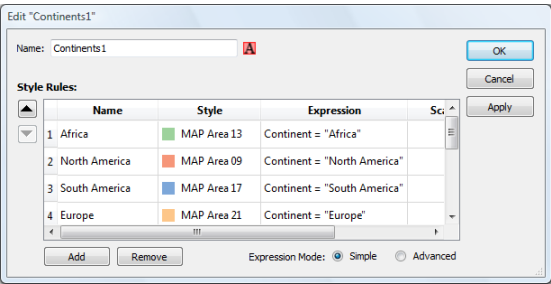 Edit "Continents1"
Name: Continents1 A
OK
Cancel
Apply
Style Rules:
Name Style Expression
1 Africa MAP Area 13 Continent = "Africa"
2 North America MAP Area 09 Continent = "North America"
3 South America MAP Area 17 Continent = "South America"
4 Europe MAP Area 21 Continent = "Europe"
Add Remove Expression Mode: Simple Advanced